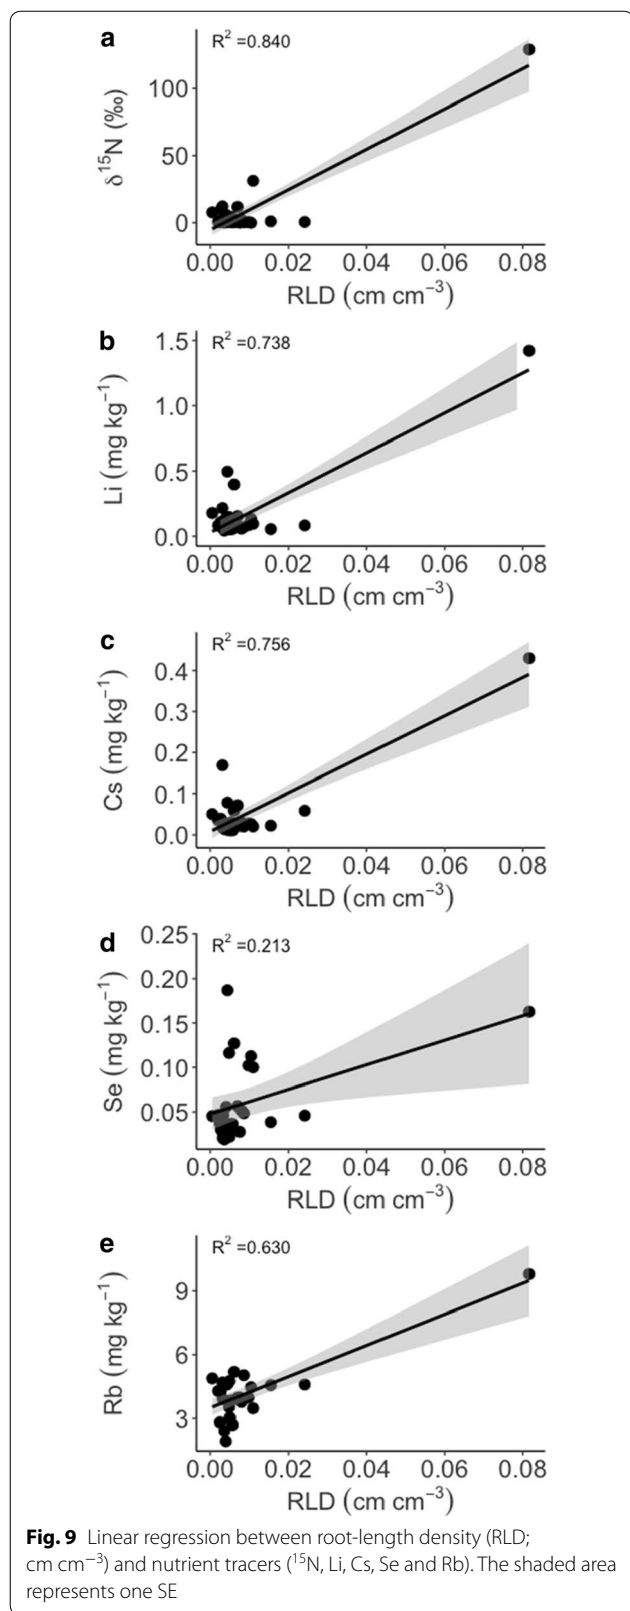 a
R² =0.840
δ¹⁵N (‰)
100
50
0
0.00 0.02 0.04 0.06 0.08
RLD (cm cm⁻³)
b
R² =0.738
Li (mg kg⁻¹)
1.5
1.0
0.5
0.0
0.00 0.02 0.04 0.06 0.08
RLD (cm cm⁻³)
c
R² =0.756
Cs (mg kg⁻¹)
0.4
0.3
0.2
0.1
0.0
0.00 0.02 0.04 0.06 0.08
RLD (cm cm⁻³)
d
R² =0.213
Se (mg kg⁻¹)
0.25
0.20
0.15
0.10
0.05
0.00 0.02 0.04 0.06 0.08
RLD (cm cm⁻³)
e
R² =0.630
Rb (mg kg⁻¹)
9
6
3
0.00 0.02 0.04 0.06 0.08
RLD (cm cm⁻³)
Fig. 9 Linear regression between root-length density (RLD;
cm cm⁻³) and nutrient tracers (¹⁵N, Li, Cs, Se and Rb). The shaded area
represents one SE